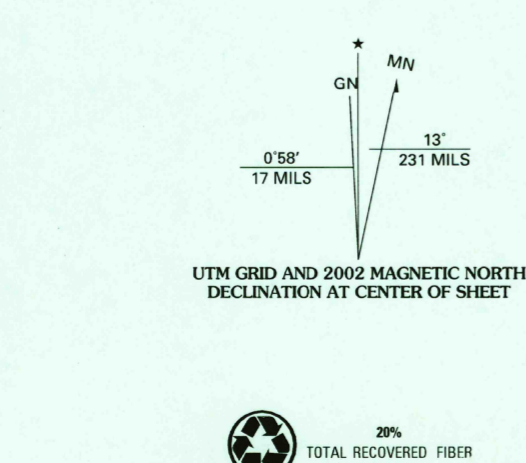 ★
MN
GN
13°
231 MILS
0°58′
17 MILS
UTM GRID AND 2002 MAGNETIC NORTH
DECLINATION AT CENTER OF SHEET
20%
TOTAL RECOVERED FIBER